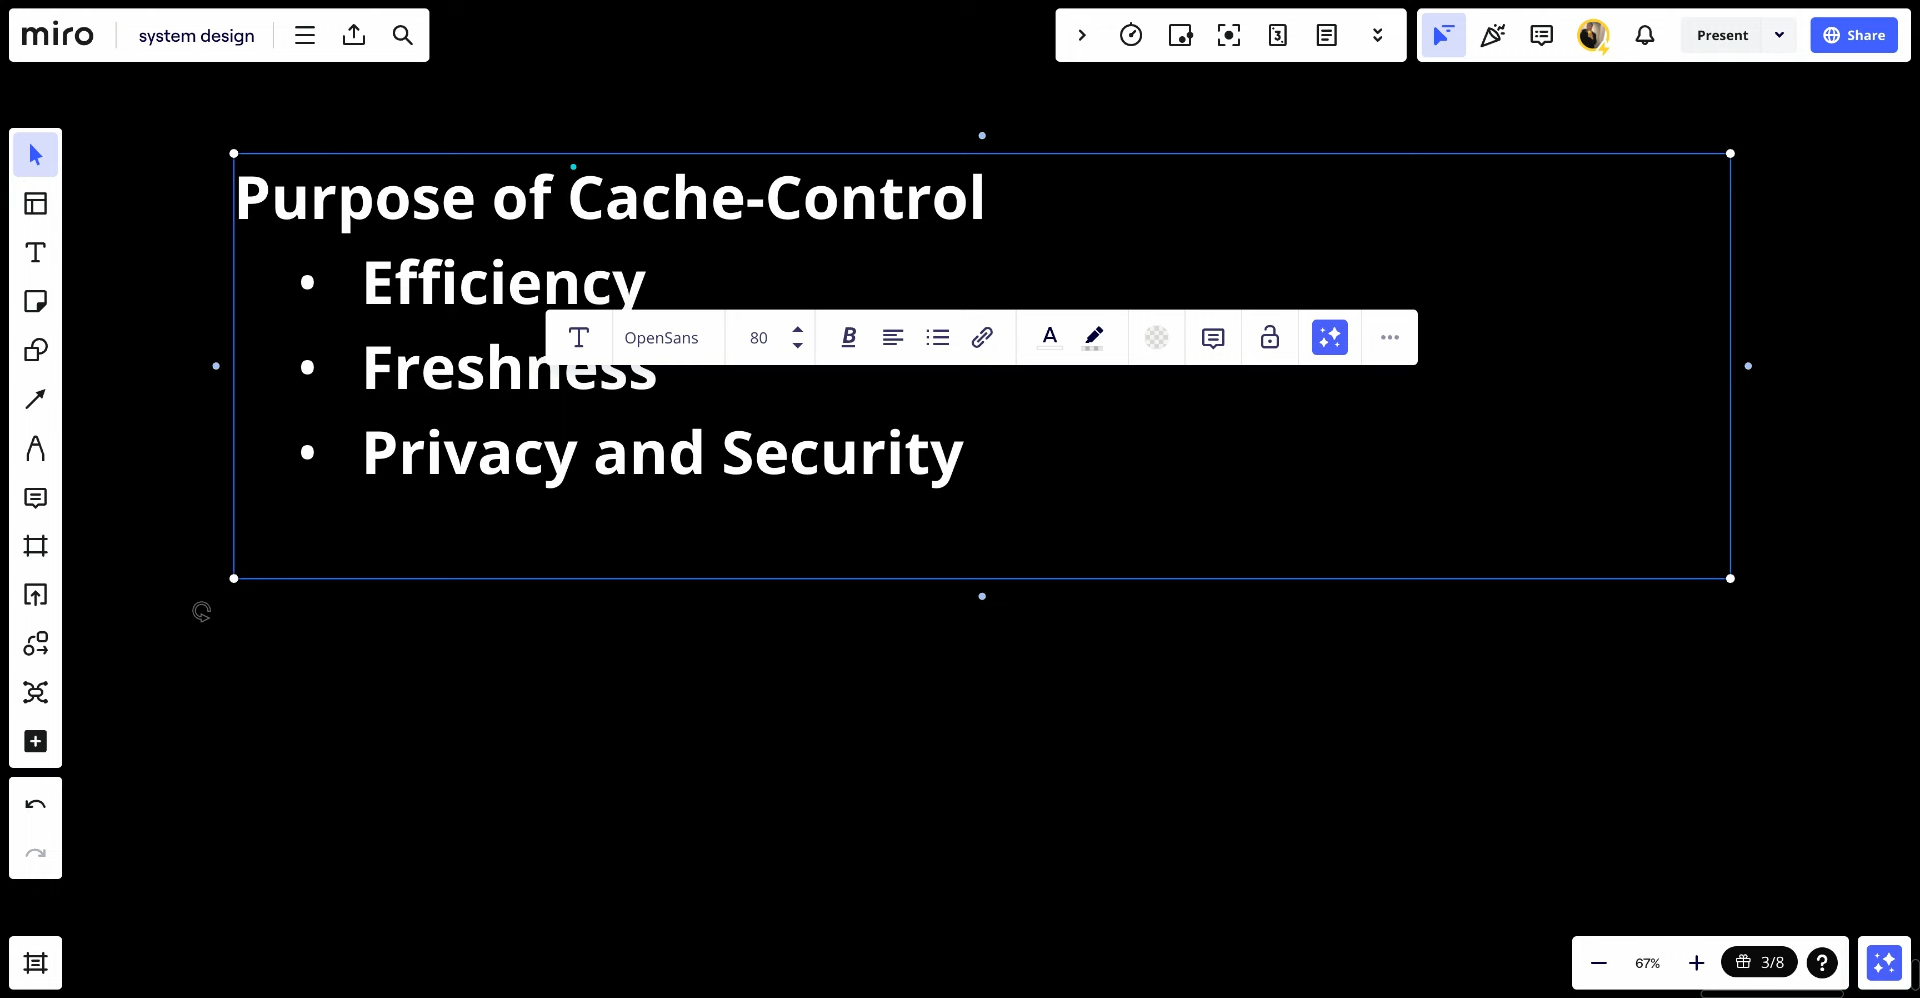 miro
system design
Present
Share
Purpose of Cache-Control
• Efficiency
OpenSans
80
B
A
• Freshness
• Privacy and Security
67%
3/8
?